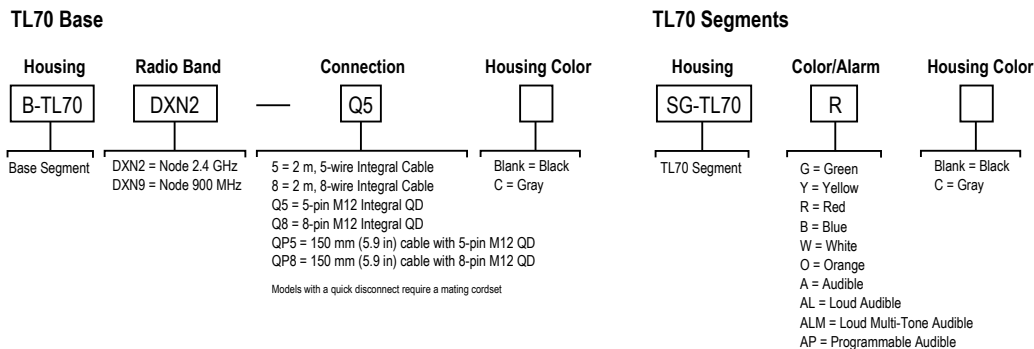 TL70 Base
Housing Radio Band Connection Housing Color
B-TL70 DXN2 — Q5
Base Segment
DXN2 = Node 2.4 GHz
DXN9 = Node 900 MHz
5 = 2 m, 5-wire Integral Cable
8 = 2 m, 8-wire Integral Cable
Q5 = 5-pin M12 Integral QD
Q8 = 8-pin M12 Integral QD
QP5 = 150 mm (5.9 in) cable with 5-pin M12 QD
QP8 = 150 mm (5.9 in) cable with 8-pin M12 QD
Models with a quick disconnect require a mating cordset
Blank = Black
C = Gray
TL70 Segments
Housing Color/Alarm Housing Color
SG-TL70 R
TL70 Segment
G = Green
Y = Yellow
R = Red
B = Blue
W = White
O = Orange
A = Audible
AL = Loud Audible
ALM = Loud Multi-Tone Audible
AP = Programmable Audible
Blank = Black
C = Gray